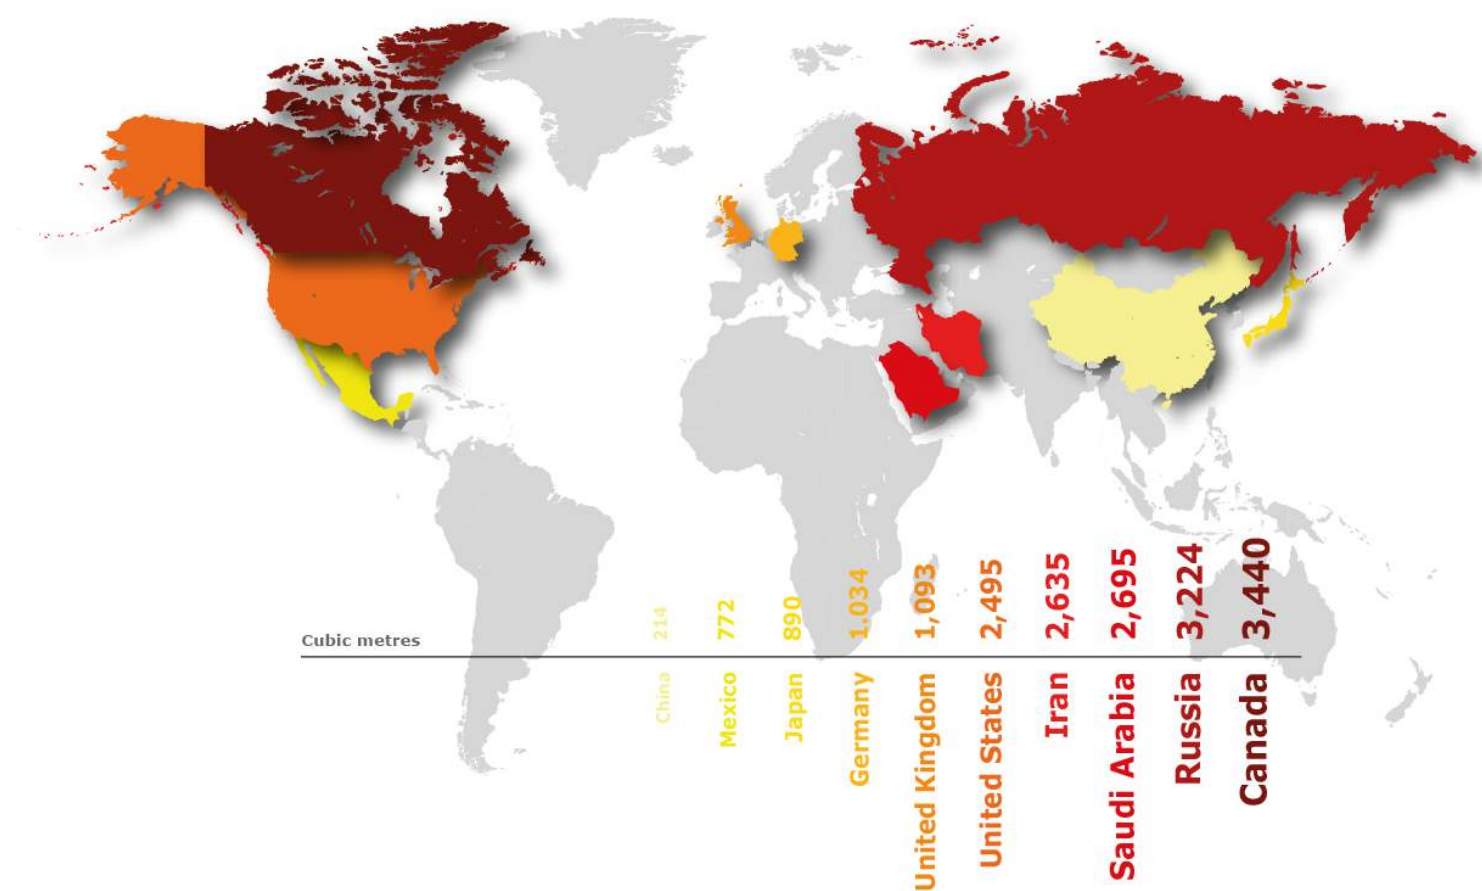 Cubic metres
214
772
890
1.034
1,093
2,495
2,635
2,695
3,224
3,440
China
Mexico
Japan
Germany
United Kingdom
United States
Iran
Saudi Arabia
Russia
Canada